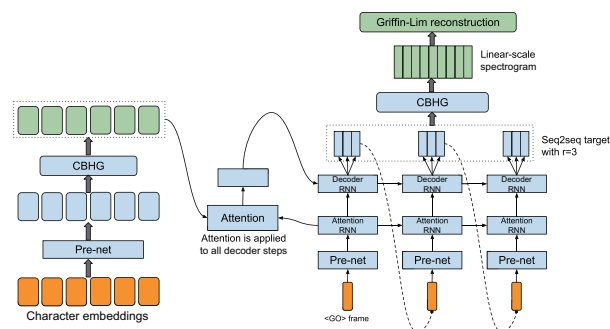 Griffin-Lim reconstruction
Linear-scale
spectrogram
CBHG
Seq2seq target
with r=3
CBHG
Decoder
RNN
Decoder
RNN
Decoder
RNN
Attention
Attention is applied
to all decoder steps
Attention
RNN
Attention
RNN
Attention
RNN
Pre-net
Pre-net
Pre-net
Pre-net
Character embeddings
<GO> frame